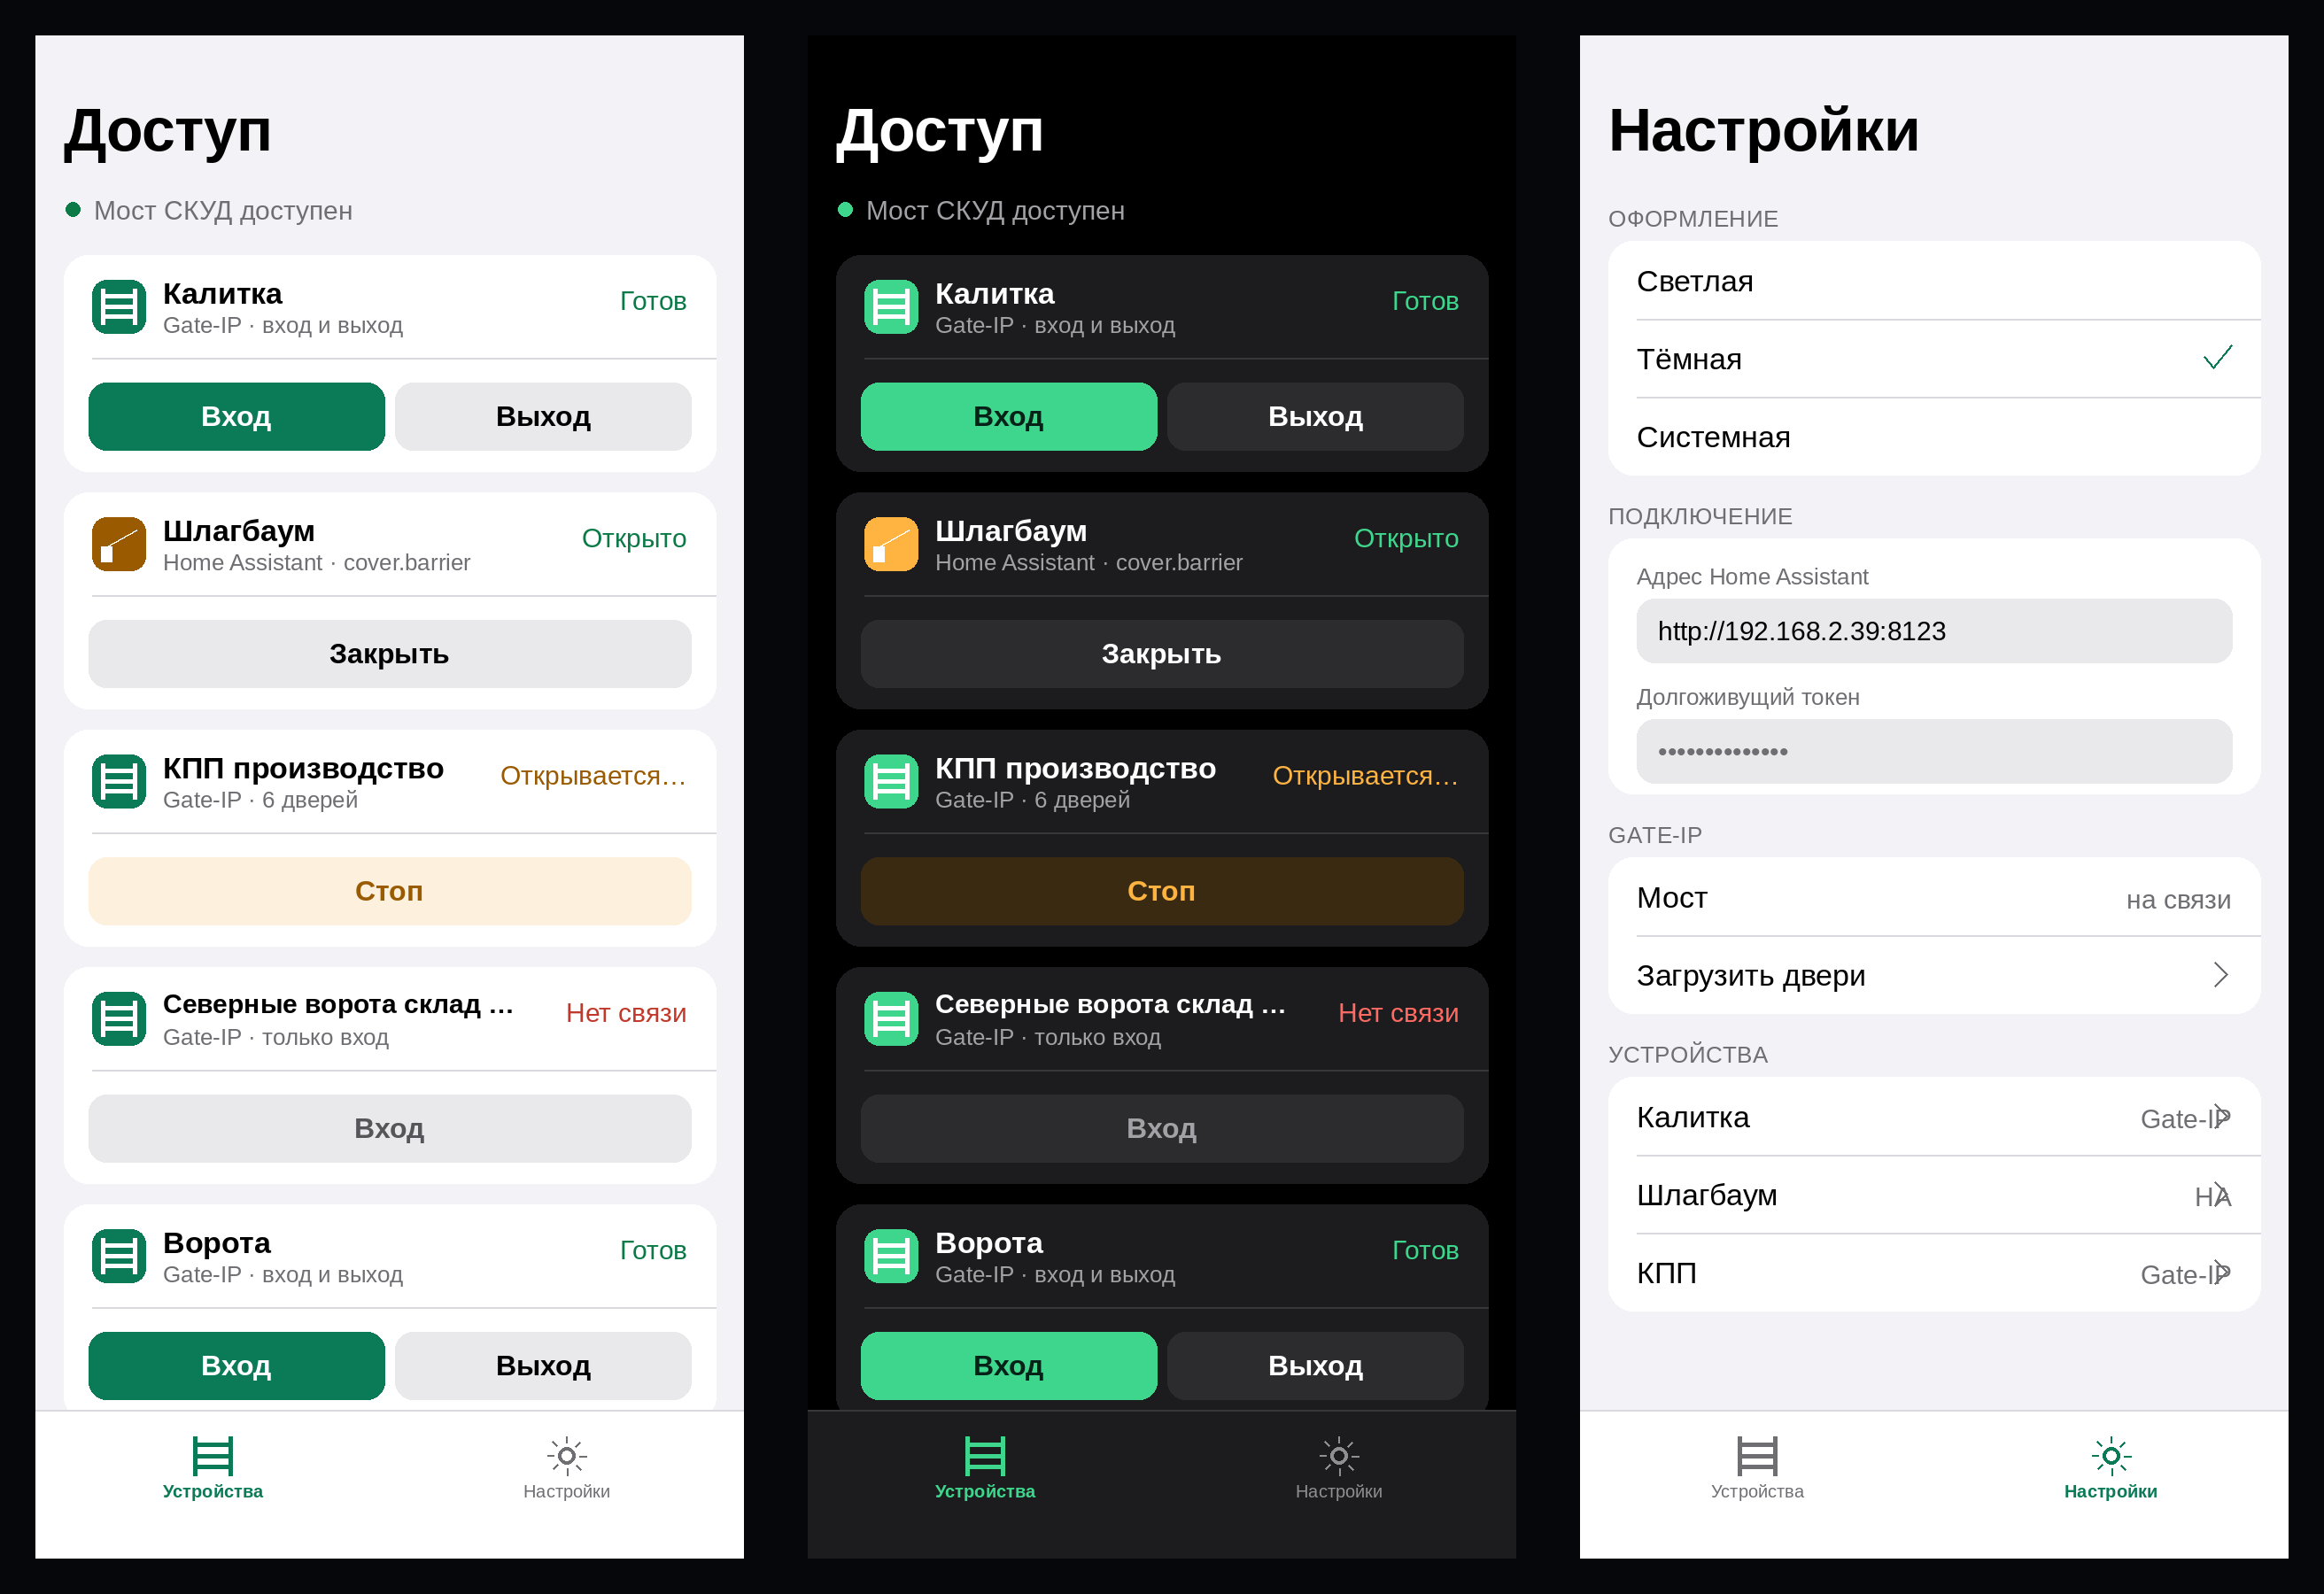 Доступ
Мост СКУД доступен
Калитка
Готов
Gate-IP · вход и выход
Вход
Выход
Шлагбаум
Открыто
Home Assistant · cover.barrier
Закрыть
КПП производство
Открывается…
Gate-IP · 6 дверей
Стоп
Северные ворота склад …
Нет связи
Gate-IP · только вход
Вход
Ворота
Готов
Gate-IP · вход и выход
Вход
Выход
Устройства
Настройки
Доступ
Мост СКУД доступен
Калитка
Готов
Gate-IP · вход и выход
Вход
Выход
Шлагбаум
Открыто
Home Assistant · cover.barrier
Закрыть
КПП производство
Открывается…
Gate-IP · 6 дверей
Стоп
Северные ворота склад …
Нет связи
Gate-IP · только вход
Вход
Ворота
Готов
Gate-IP · вход и выход
Вход
Выход
Устройства
Настройки
Настройки
ОФОРМЛЕНИЕ
Светлая
Тёмная
Системная
ПОДКЛЮЧЕНИЕ
Адрес Home Assistant
http://192.168.2.39:8123
Долгоживущий токен
••••••••••••••
GATE-IP
Мост
на связи
Загрузить двери
УСТРОЙСТВА
Калитка
Gate-IP
Шлагбаум
HA
КПП
Gate-IP
Устройства
Настройки